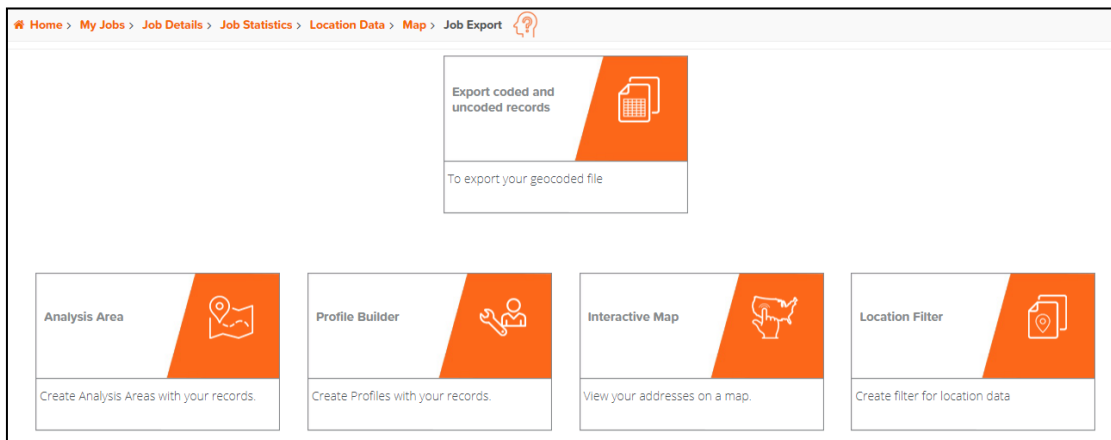 Home > My Jobs > Job Details > Job Statistics > Location Data > Map > Job Export
Export coded and
uncoded records
To export your geocoded file
Analysis Area
Create Analysis Areas with your records.
Profile Builder
Create Profiles with your records.
Interactive Map
View your addresses on a map.
Location Filter
Create filter for location data